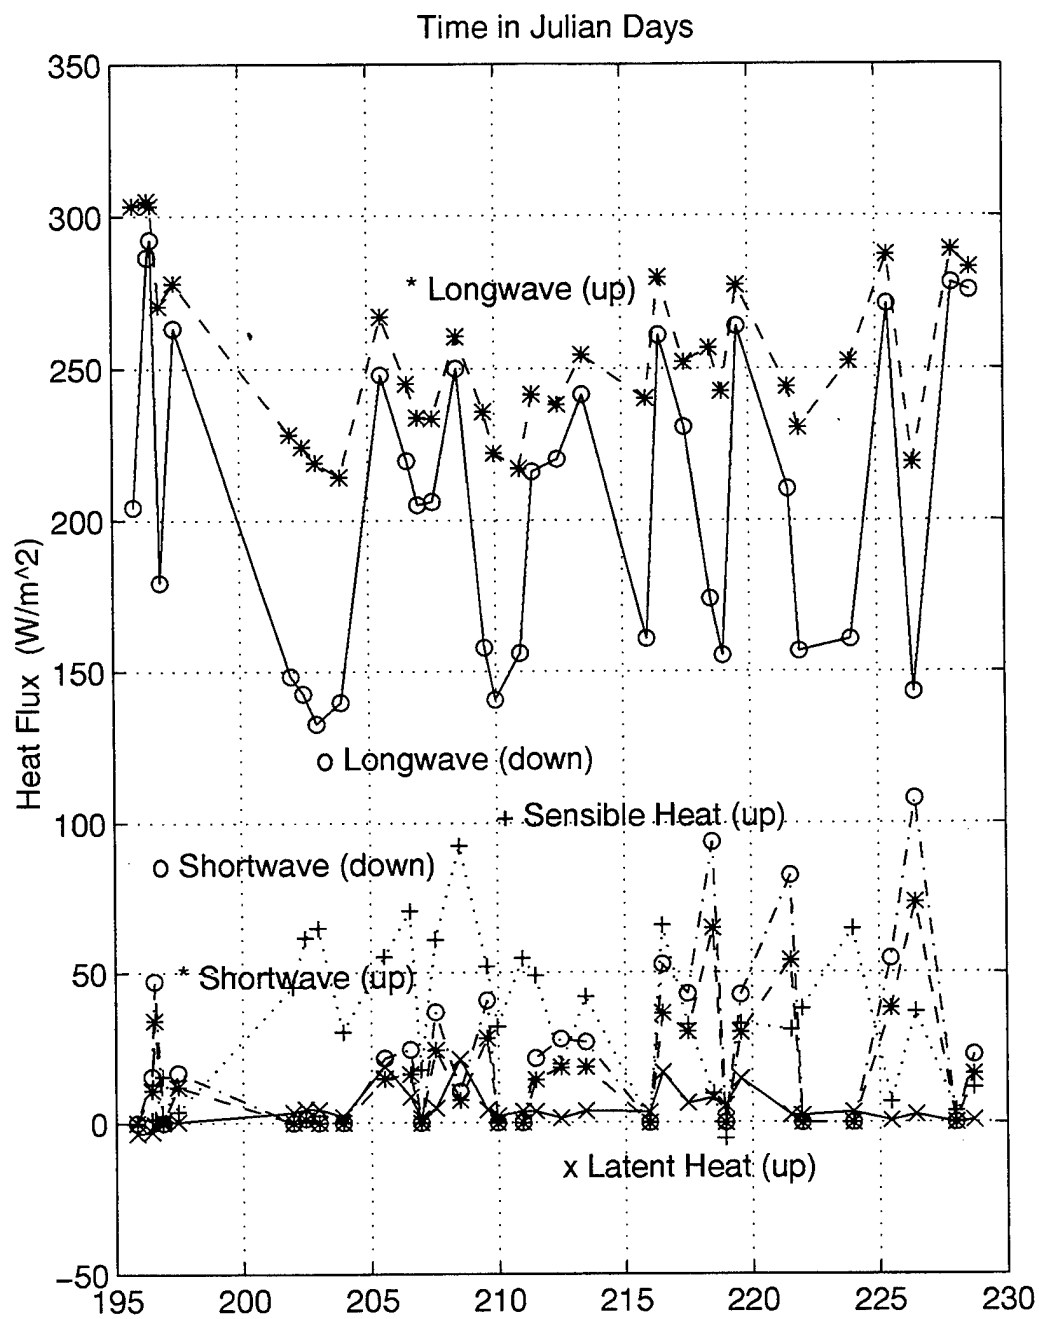 Time in Julian Days
350
300
* Longwave (up)
250
200
Heat Flux (W/m^2)
150
o Longwave (down)
100
+ Sensible Heat (up)
o Shortwave (down)
50
* Shortwave (up)
0
x Latent Heat (up)
−50
195 200 205 210 215 220 225 230